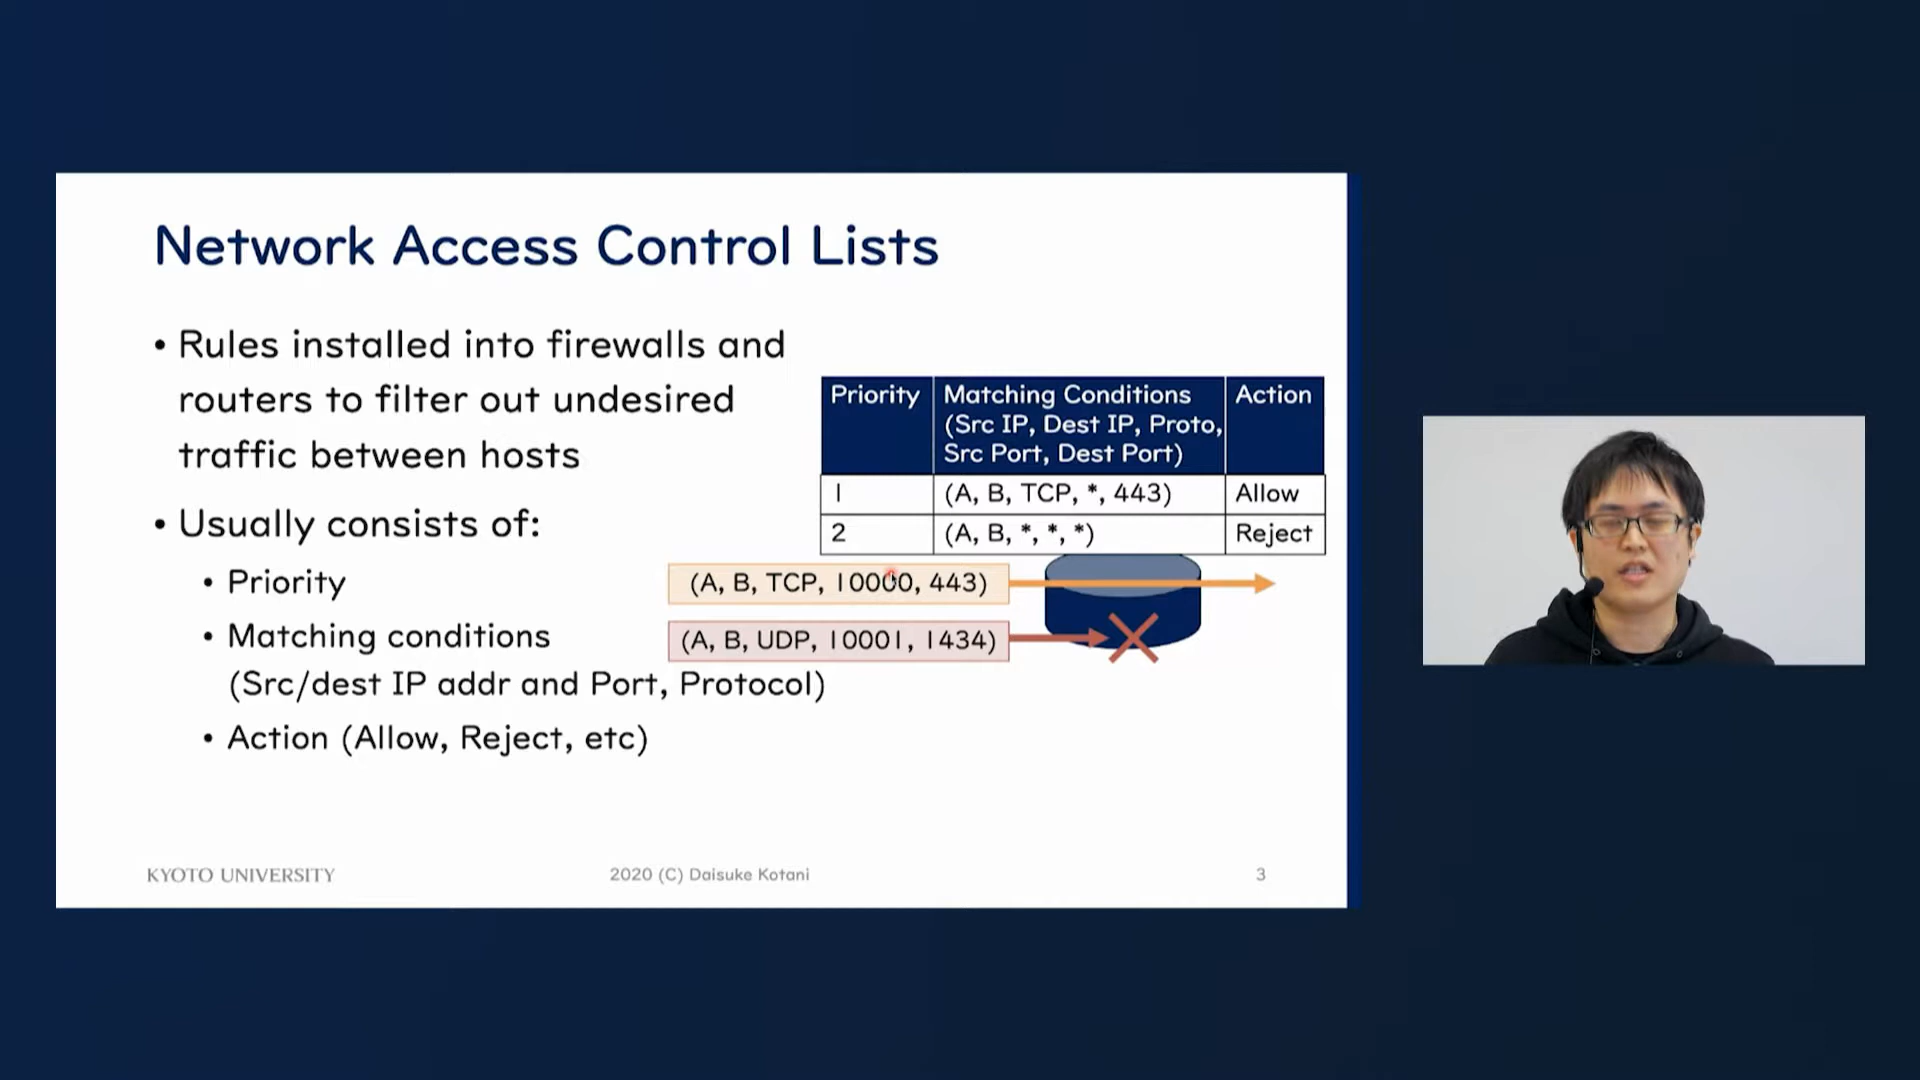 Network Access Control Lists
• Rules installed into firewalls and
routers to filter out undesired
traffic between hosts
• Usually consists of:
• Priority
• Matching conditions
(Src/dest IP addr and Port, Protocol)
• Action (Allow, Reject, etc)
Priority Matching Conditions Action
(Src IP, Dest IP, Proto,
Src Port, Dest Port)
1 (A, B, TCP, *, 443) Allow
2 (A, B, *, *, *) Reject
(A, B, TCP, 10000, 443)
(A, B, UDP, 10001, 1434)
KYOTO UNIVERSITY 2020 (C) Daisuke Kotani 3